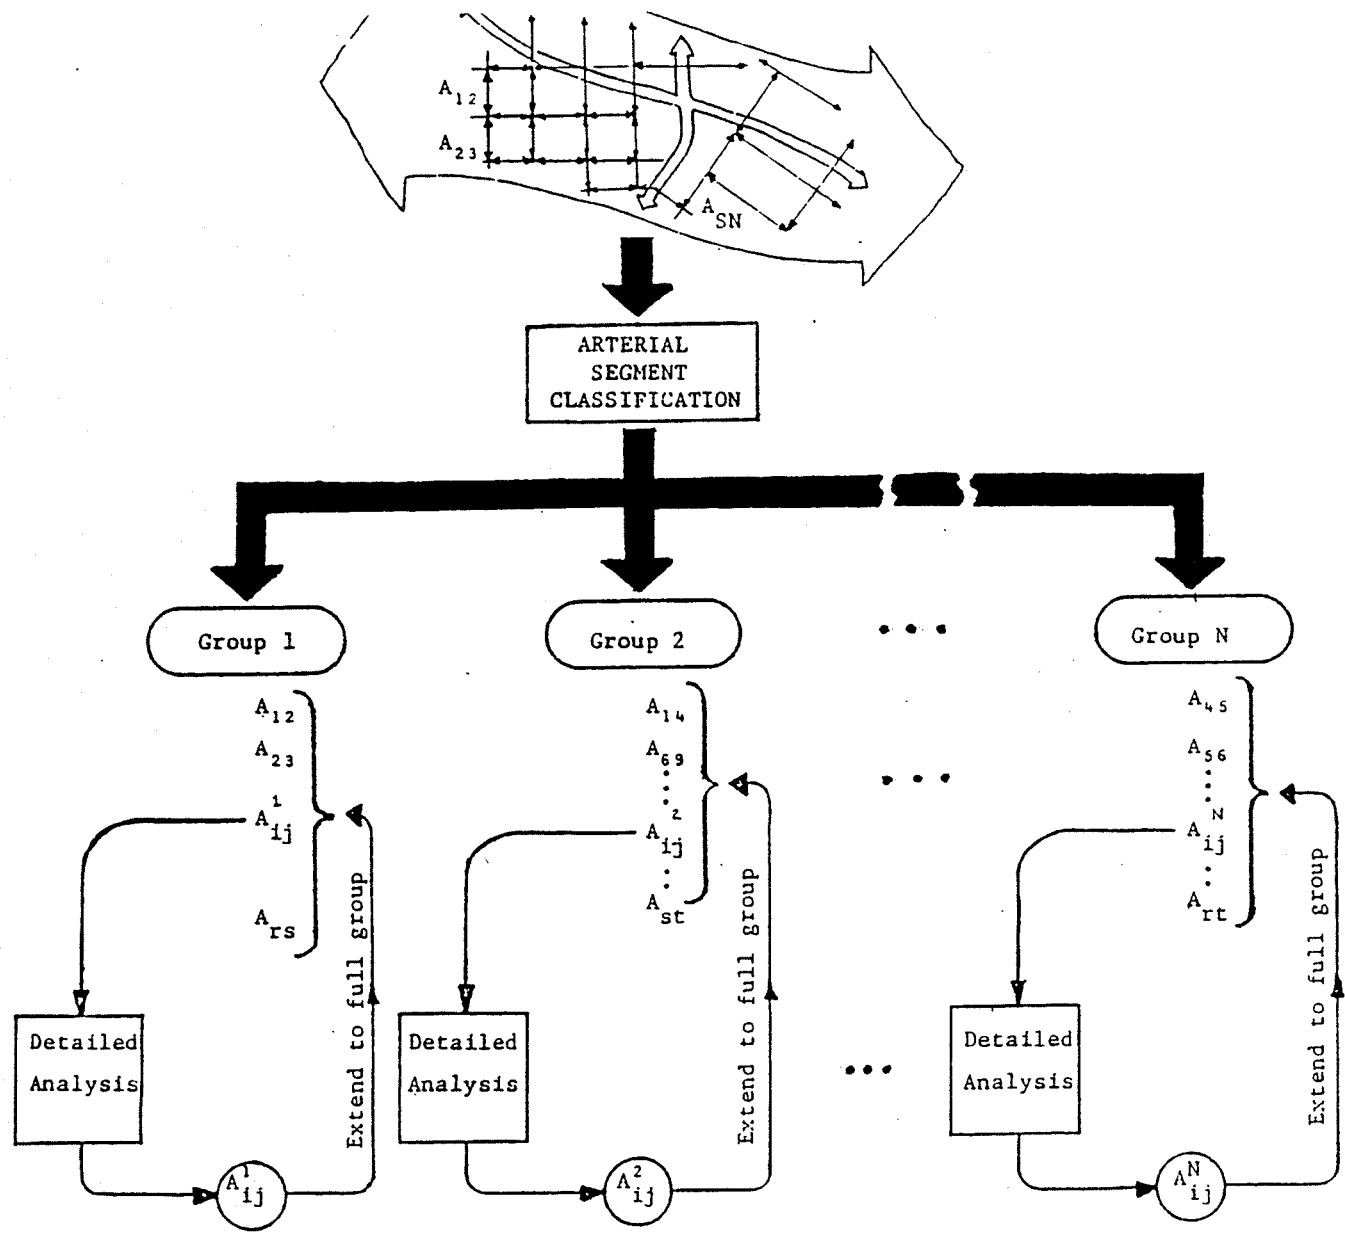 A12
A23
ASN
ARTERIAL
SEGMENT
CLASSIFICATION
Group 1
Group 2
• • •
Group N
A12
A23
A1ij
Ars
A14
A69
A2ij
Ast
• • •
A45
A56
ANij
Art
Extend to full group
Extend to full group
Extend to full group
Detailed
Analysis
Detailed
Analysis
• • •
Detailed
Analysis
A1ij
A2ij
ANij